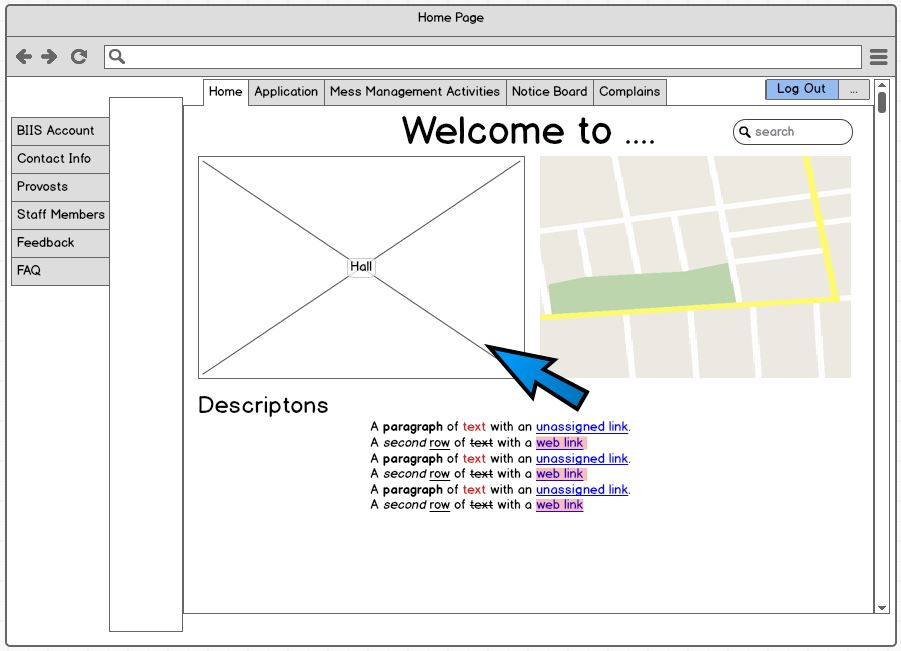 Home Page
Home Application Mess Management Activities Notice Board Complains
Log Out ...
Welcome to ....
search
BIIS Account
Contact Info
Provosts
Staff Members
Feedback
FAQ
Hall
Descriptons
A paragraph of text with an unassigned link.
A second row of text with a web link
A paragraph of text with an unassigned link.
A second row of text with a web link
A paragraph of text with an unassigned link.
A second row of text with a web link